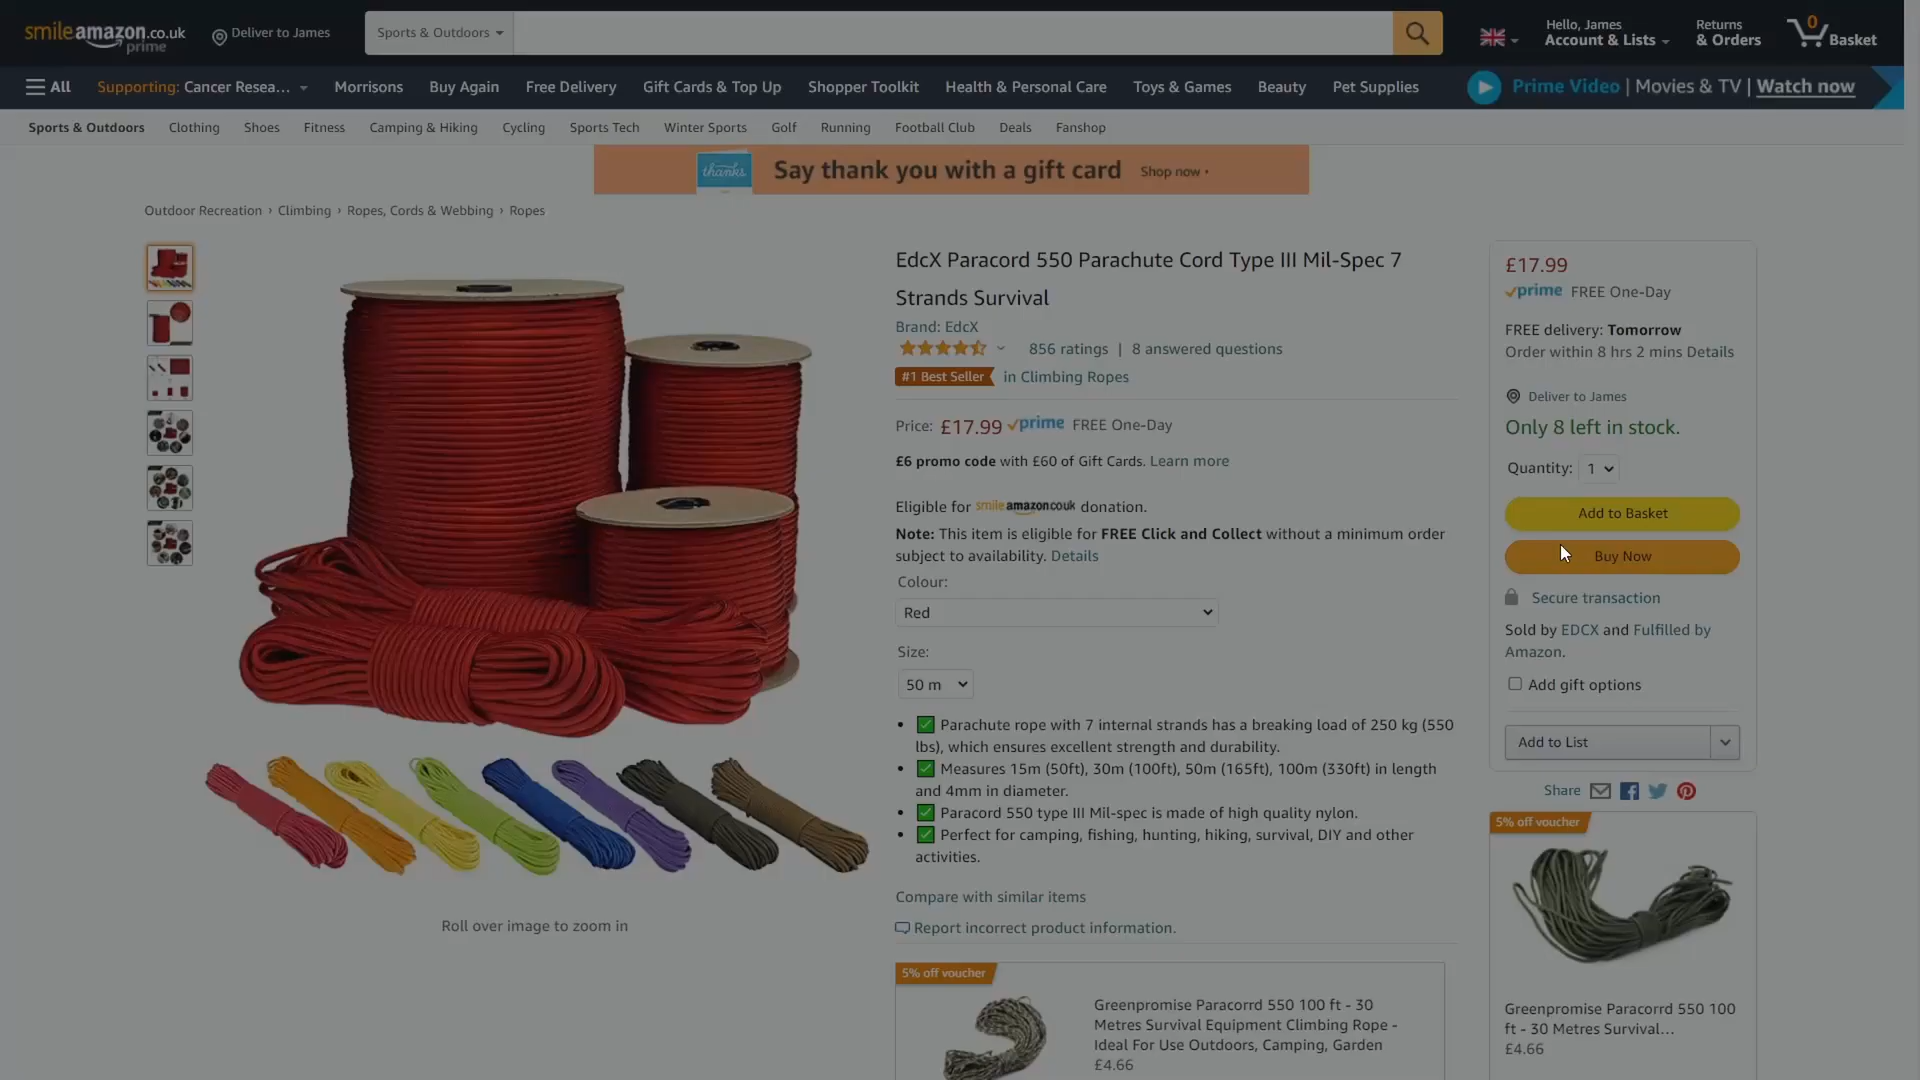 smile amazon.co.uk
prime
Deliver to James
Sports & Outdoors
Hello, James
Account & Lists
Returns
& Orders
0
Basket
All
Supporting: Cancer Resea...
Morrisons
Buy Again
Free Delivery
Gift Cards & Top Up
Shopper Toolkit
Health & Personal Care
Toys & Games
Beauty
Pet Supplies
Prime Video | Movies & TV | Watch now
Sports & Outdoors
Clothing
Shoes
Fitness
Camping & Hiking
Cycling
Sports Tech
Winter Sports
Golf
Running
Football Club
Deals
Fanshop
thanks
Say thank you with a gift card
Shop now ›
Outdoor Recreation › Climbing › Ropes, Cords & Webbing › Ropes
Roll over image to zoom in
EdcX Paracord 550 Parachute Cord Type III Mil-Spec 7
Strands Survival
Brand: EdcX
856 ratings | 8 answered questions
#1 Best Seller in Climbing Ropes
Price: £17.99 prime FREE One-Day
£6 promo code with £60 of Gift Cards. Learn more
Eligible for smile.amazon.co.uk donation.
Note: This item is eligible for FREE Click and Collect without a minimum order
subject to availability. Details
Colour:
Red
Size:
50 m
• ✅ Parachute rope with 7 internal strands has a breaking load of 250 kg (550
lbs), which ensures excellent strength and durability.
• ✅ Measures 15m (50ft), 30m (100ft), 50m (165ft), 100m (330ft) in length
and 4mm in diameter.
• ✅ Paracord 550 type III Mil-spec is made of high quality nylon.
• ✅ Perfect for camping, fishing, hunting, hiking, survival, DIY and other
activities.
Compare with similar items
Report incorrect product information.
5% off voucher
Greenpromise Paracorrd 550 100 ft - 30
Metres Survival Equipment Climbing Rope -
Ideal For Use Outdoors, Camping, Garden
£4.66
£17.99
prime FREE One-Day
FREE delivery: Tomorrow
Order within 8 hrs 2 mins Details
Deliver to James
Only 8 left in stock.
Quantity: 1
Add to Basket
Buy Now
Secure transaction
Sold by EDCX and Fulfilled by
Amazon.
Add gift options
Add to List
Share
5% off voucher
Greenpromise Paracorrd 550 100
ft - 30 Metres Survival...
£4.66